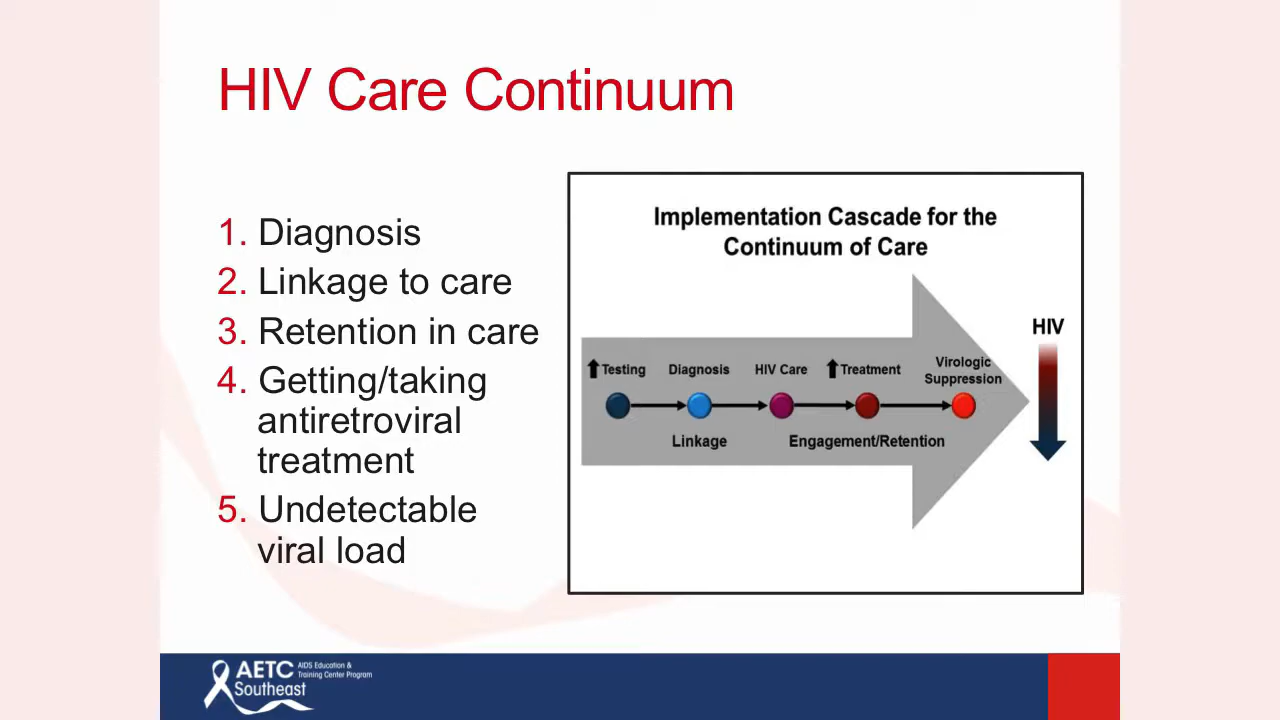 HIV Care Continuum
1. Diagnosis
2. Linkage to care
3. Retention in care
4. Getting/taking
antiretroviral
treatment
5. Undetectable
viral load
Implementation Cascade for the
Continuum of Care
HIV
Testing
Diagnosis
HIV Care
Treatment
Virologic
Suppression
Linkage
Engagement/Retention
AETC
AIDS Education &
Training Center Program
Southeast